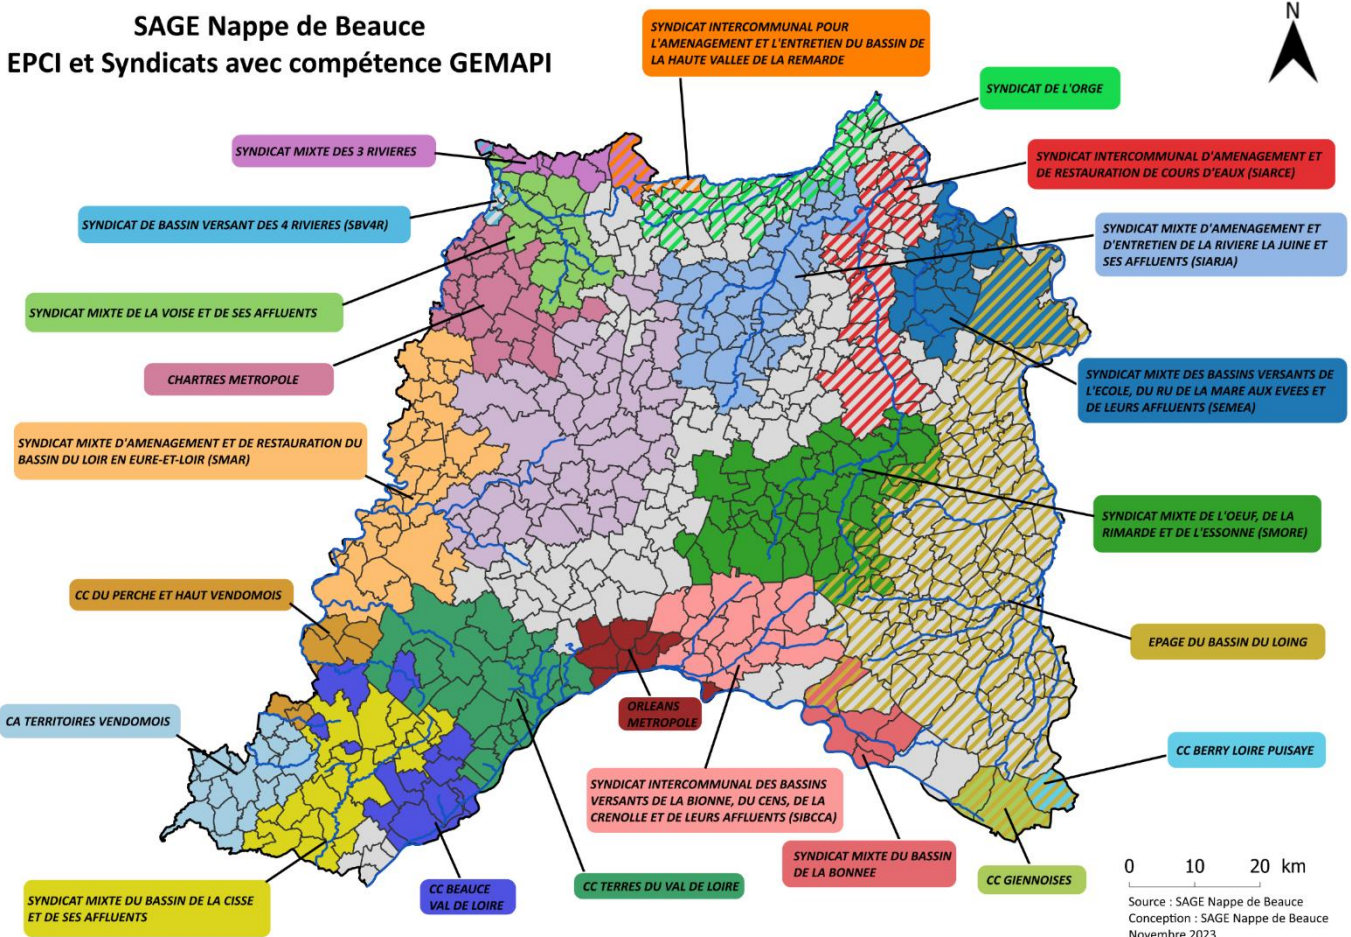 SAGE Nappe de Beauce
EPCI et Syndicats avec compétence GEMAPI
SYNDICAT INTERCOMMUNAL POUR
L'AMENAGEMENT ET L'ENTRETIEN DU BASSIN DE
LA HAUTE VALLEE DE LA REMARDE
N
SYNDICAT DE L'ORGE
SYNDICAT MIXTE DES 3 RIVIERES
SYNDICAT INTERCOMMUNAL D'AMENAGEMENT ET
DE RESTAURATION DE COURS D'EAUX (SIARCE)
SYNDICAT DE BASSIN VERSANT DES 4 RIVIERES (SBV4R)
SYNDICAT MIXTE D'AMENAGEMENT ET
D'ENTRETIEN DE LA RIVIERE LA JUINE ET
SES AFFLUENTS (SIARJA)
SYNDICAT MIXTE DE LA VOISE ET DE SES AFFLUENTS
CHARTRES METROPOLE
SYNDICAT MIXTE DES BASSINS VERSANTS DE
L'ECOLE, DU RU DE LA MARE AUX EVEES ET
DE LEURS AFFLUENTS (SEMEA)
SYNDICAT MIXTE D'AMENAGEMENT ET DE RESTAURATION DU
BASSIN DU LOIR EN EURE-ET-LOIR (SMAR)
SYNDICAT MIXTE DE L'OEUF, DE LA
RIMARDE ET DE L'ESSONNE (SMORE)
CC DU PERCHE ET HAUT VENDOMOIS
EPAGE DU BASSIN DU LOING
CA TERRITOIRES VENDOMOIS
ORLEANS
METROPOLE
CC BERRY LOIRE PUISAYE
SYNDICAT INTERCOMMUNAL DES BASSINS
VERSANTS DE LA BIONNE, DU CENS, DE LA
CRENOLLE ET DE LEURS AFFLUENTS (SIBCCA)
SYNDICAT MIXTE DU BASSIN
DE LA BONNEE
CC GIENNOISES
CC TERRES DU VAL DE LOIRE
CC BEAUCE
VAL DE LOIRE
SYNDICAT MIXTE DU BASSIN DE LA CISSE
ET DE SES AFFLUENTS
0 10 20 km
Source : SAGE Nappe de Beauce
Conception : SAGE Nappe de Beauce
Novembre 2023